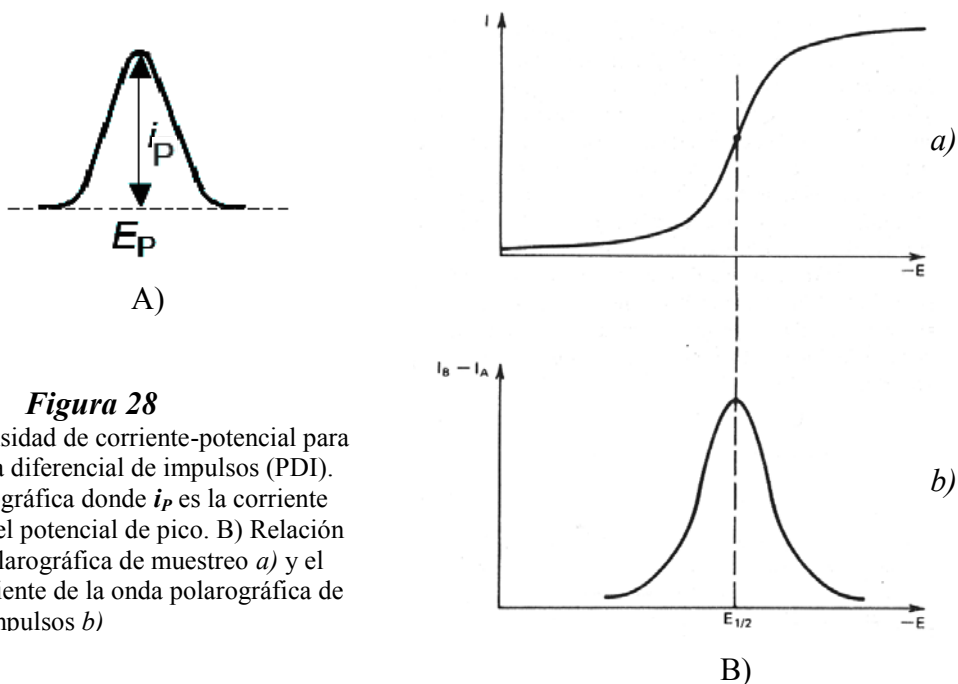 i_P
E_P
A)
I
a)
–E
I_B – I_A
b)
E_1/2
–E
B)
Figura 28
sidad de corriente-potencial para
a diferencial de impulsos (PDI).
gráfica donde i_P es la corriente
el potencial de pico. B) Relación
larográfica de muestreo a) y el
iente de la onda polarográfica de
npulsos b)